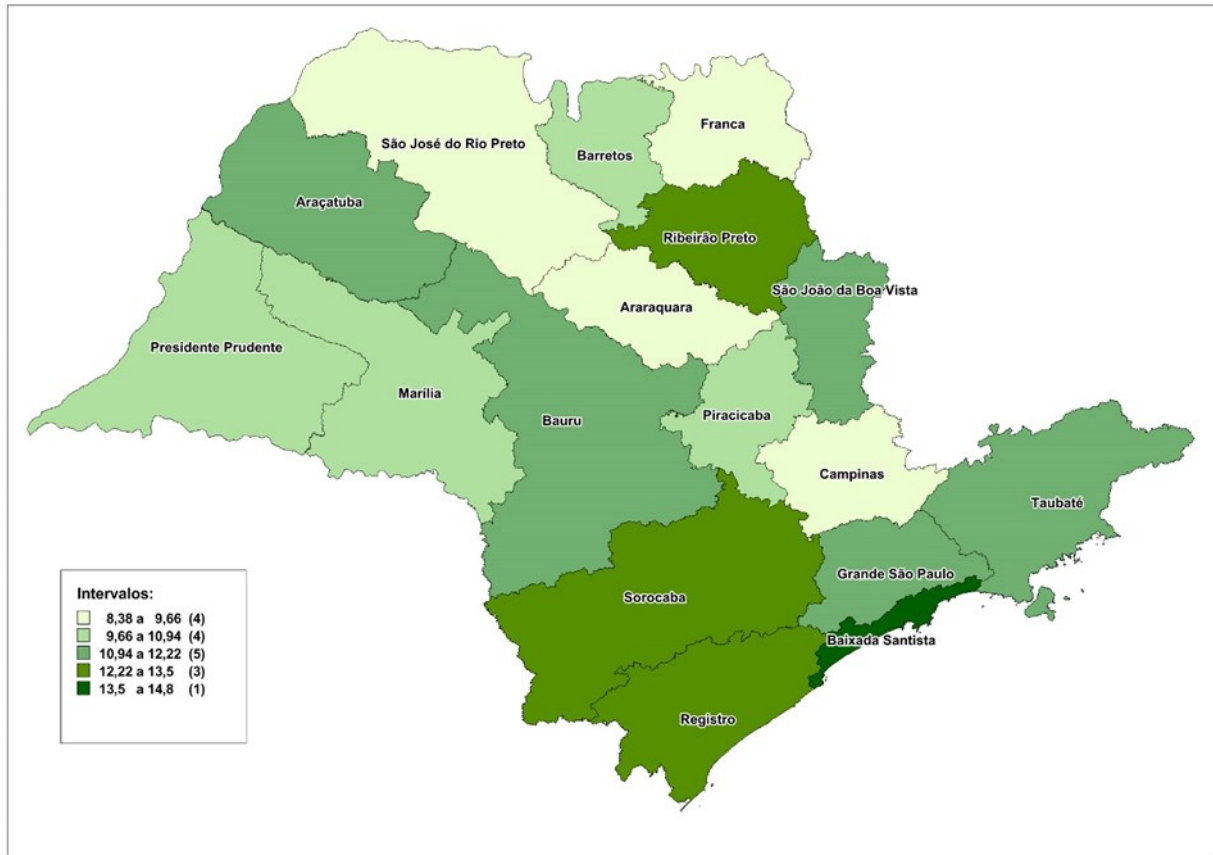 Franca
São José do Rio Preto
Barretos
Araçatuba
Ribeirão Preto
São João da Boa Vista
Araraquara
Presidente Prudente
Marília
Bauru
Piracicaba
Campinas
Taubaté
Grande São Paulo
Sorocaba
Baixada Santista
Registro
Intervalos:
8,38 a 9,66 (4)
9,66 a 10,94 (4)
10,94 a 12,22 (5)
12,22 a 13,5 (3)
13,5 a 14,8 (1)